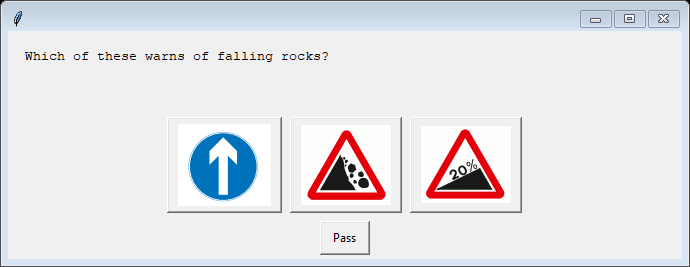 Which of these warns of falling rocks?
20%
Pass